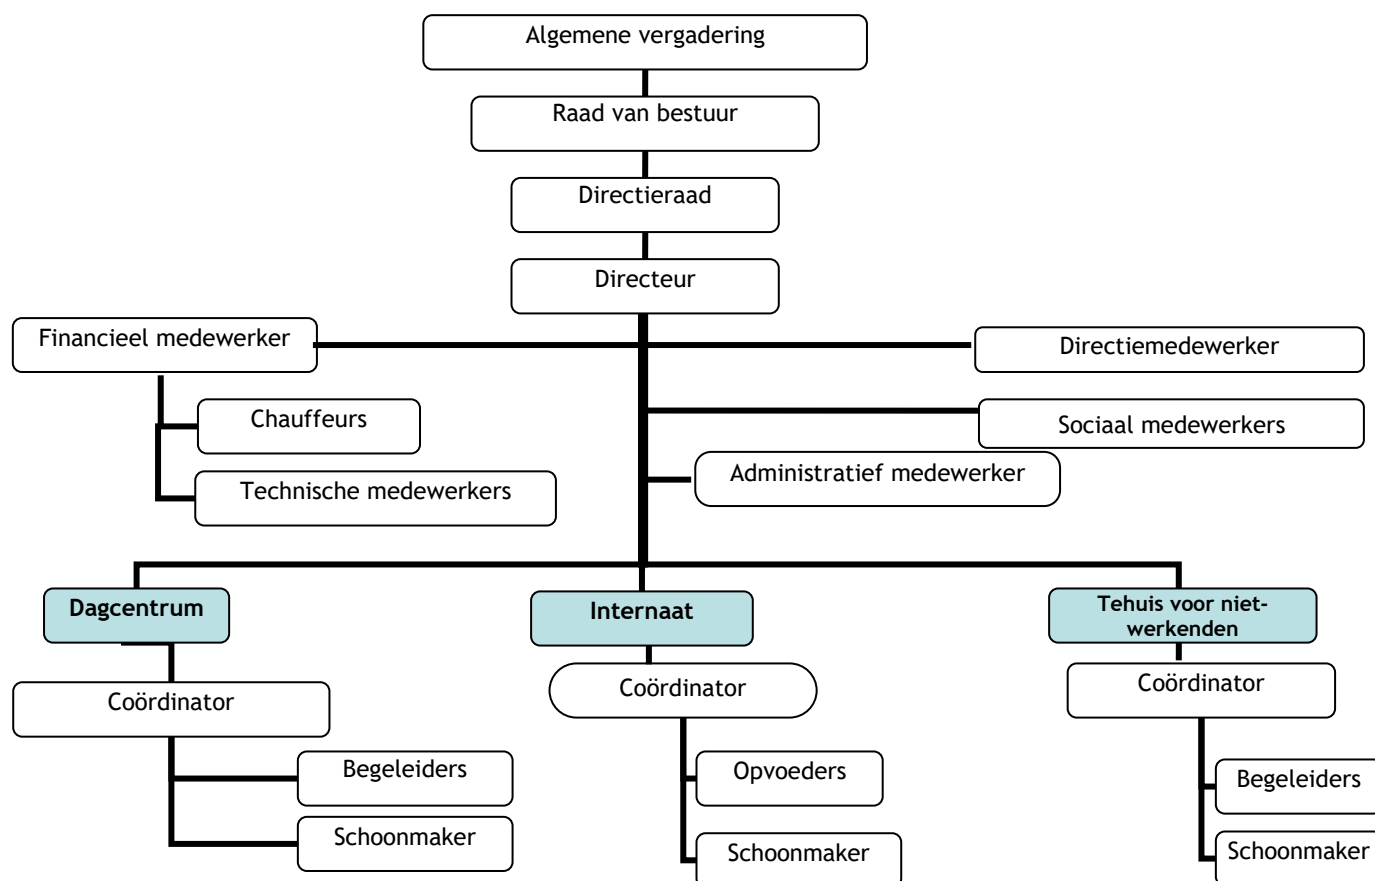 Algemene vergadering
Raad van bestuur
Directieraad
Directeur
Financieel medewerker
Directiemedewerker
Chauffeurs
Sociaal medewerkers
Technische medewerkers
Administratief medewerker
Dagcentrum
Internaat
Tehuis voor niet-
werkenden
Coördinator
Coördinator
Coördinator
Begeleiders
Opvoeders
Begeleiders
Schoonmaker
Schoonmaker
Schoonmaker